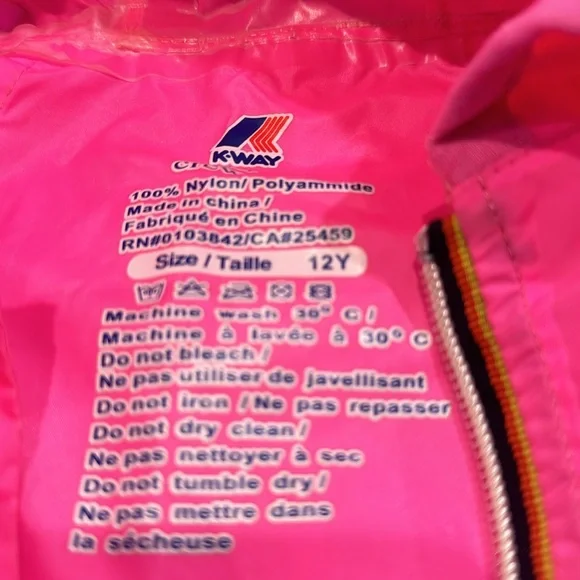 K-WAY
100% Nylon/Polyammide
Made in china/
Fabriqué en Chine
RN#0103842/CA#25459
Size / Taille 12Y
Machine wash 30° C /
Machine à lavée à 30° C
Do not bleach/
Ne pas utiliser de javellisant
Do not iron /Ne pas repasser
Do not dry clean/
Ne pas nettoyer à sec
Do not tumble dry/
Ne pas mettre dans
la sécheuse